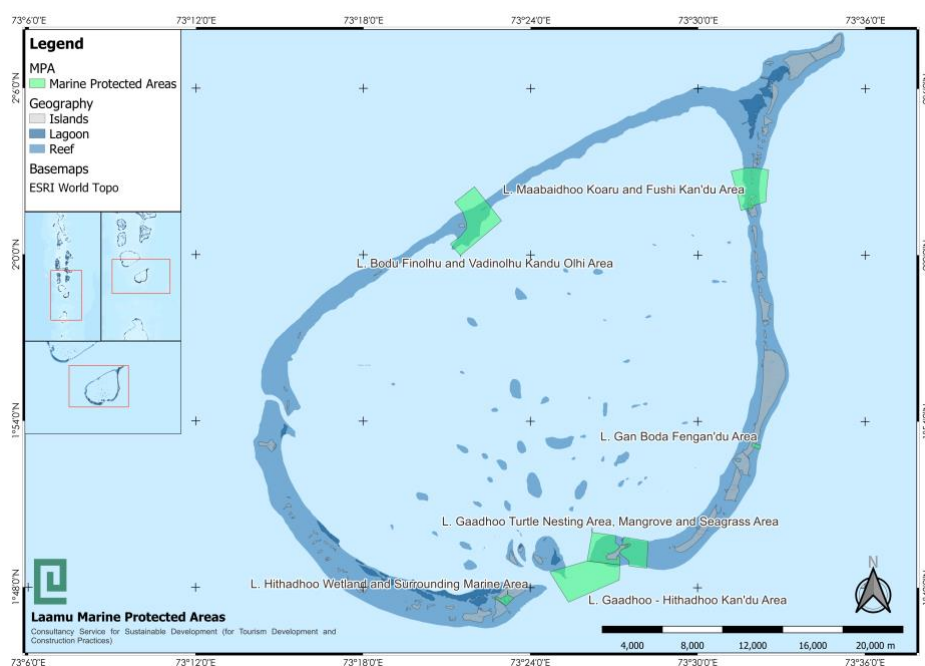 73°6'0"E 73°12'0"E 73°18'0"E 73°24'0"E 73°30'0"E 73°36'0"E
Legend
MPA
Marine Protected Areas
Geography
Islands
Lagoon
Reef
Basemaps
ESRI World Topo
2°6'0"N
L. Maabaidhoo Koaru and Fushi Kan'du Area
2°0'0"N
L. Bodu Finolhu and Vadinolhu Kandu Olhi Area
1°54'0"N
L. Gan Boda Fengan'du Area
L. Gaadhoo Turtle Nesting Area, Mangrove and Seagrass Area
L. Hithadhoo Wetland and Surrounding Marine Area
1°48'0"N
L. Gaadhoo - Hithadhoo Kan'du Area
N
Laamu Marine Protected Areas
Consultancy Service for Sustainable Development (for Tourism Development and
Construction Practices)
4,000 8,000 12,000 16,000 20,000 m
73°6'0"E 73°12'0"E 73°18'0"E 73°24'0"E 73°30'0"E 73°36'0"E